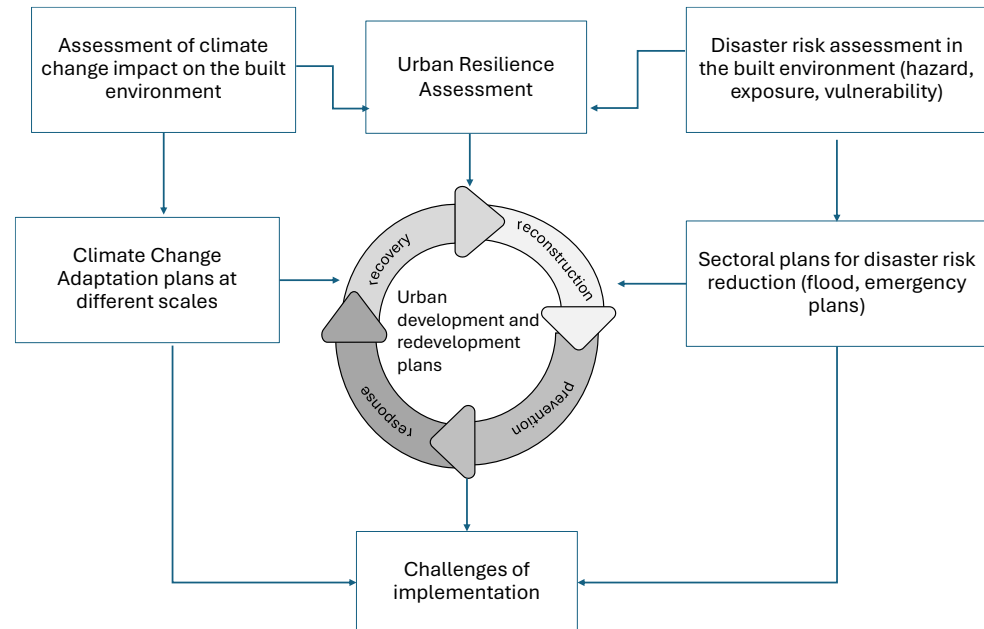 Assessment of climate
change impact on the built
environment
Urban Resilience
Assessment
Disaster risk assessment in
the built environment (hazard,
exposure, vulnerability)
Climate Change
Adaptation plans at
different scales
recovery
reconstruction
Urban
development and
redevelopment
plans
response
prevention
Sectoral plans for disaster risk
reduction (flood, emergency
plans)
Challenges of
implementation